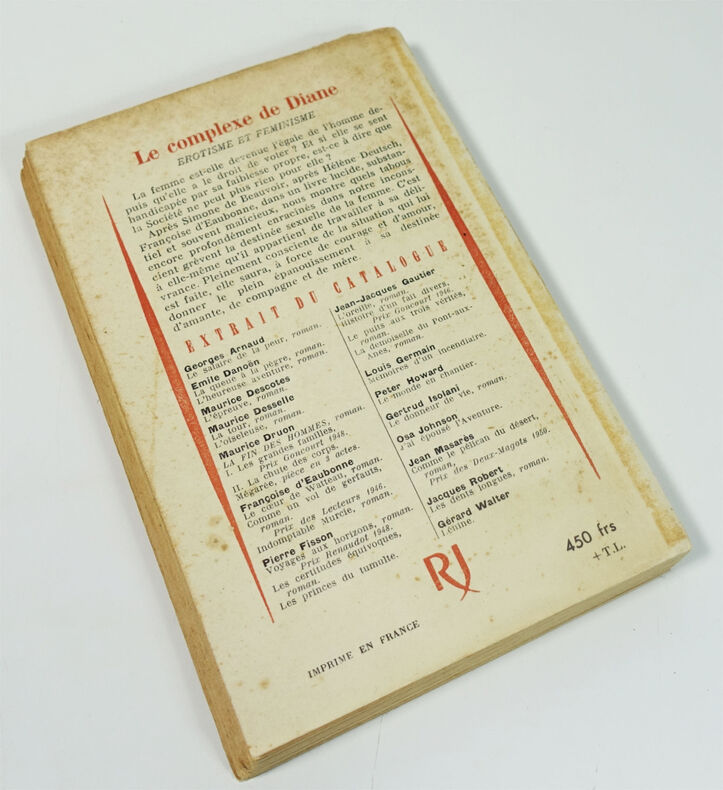 Le complexe de Diane
EROTISME ET FEMINISME
La femme est-elle devenue l'égale de l'homme de-
puis qu'elle a le droit de voter ? Et si elle se sent
handicapée par sa faiblesse propre, est-ce à dire que
la Société ne peut plus rien pour elle ?
Après Simone de Beauvoir, après Hélène Deutsch,
Françoise d'Eaubonne, dans un livre lucide, substan-
tiel et souvent malicieux, nous montre quels tabous
encore profondément enracinés dans notre incons-
cient grèvent la destinée sexuelle de la femme. C'est
à elle-même qu'il appartient de travailler à sa déli-
vrance. Pleinement consciente de la situation qui lui
est faite, elle saura, à force de courage et d'amour
donner le plein épanouissement à sa destinée
d'amante, de compagne et de mère.
EXTRAIT DU CATALOGUE
Georges Arnaud
Le salaire de la peur, roman.
Emile Danoën
La queue à la pègre, roman.
L'heureuse aventure, roman.
Maurice Descotes
L'épreuve, roman.
Maurice Desselle
La tour, roman.
L'oiseleuse, roman.
Maurice Druon
LA FIN DES HOMMES, roman.
I. Les grandes familles,
Prix Goncourt 1948.
II. La chute des corps,
Mégarée, pièce en 3 actes.
Françoise d'Eaubonne
Le cœur de Watteau, roman.
Comme un vol de gerfauts,
roman.
Prix des Lecteurs 1946.
Indomptable Murcie, roman.
Pierre Fisson
Voyages aux horizons, roman.
Prix Renaudot 1948.
Les certitudes équivoques,
roman.
Les princes du tumulte.
Jean-Jacques Gautier
L'oreille, roman.
Histoire d'un fait divers,
Prix Goncourt 1946.
Le puits aux trois vérités,
roman.
La demoiselle du Pont-aux-
Anes, roman.
Louis Germain
Mémoires d'un incendiaire.
Peter Howard
Le monde en chantier.
Gertrud Isolani
Le donneur de vie, roman.
Osa Johnson
J'ai épousé l'Aventure.
Jean Masarès
Comme le pélican du désert,
roman,
Prix des Deux-Magots 1950.
Jacques Robert
Les dents longues, roman.
Gérard Walter
Lénine.
RJ
450 frs
+ T.L.
IMPRIME EN FRANCE